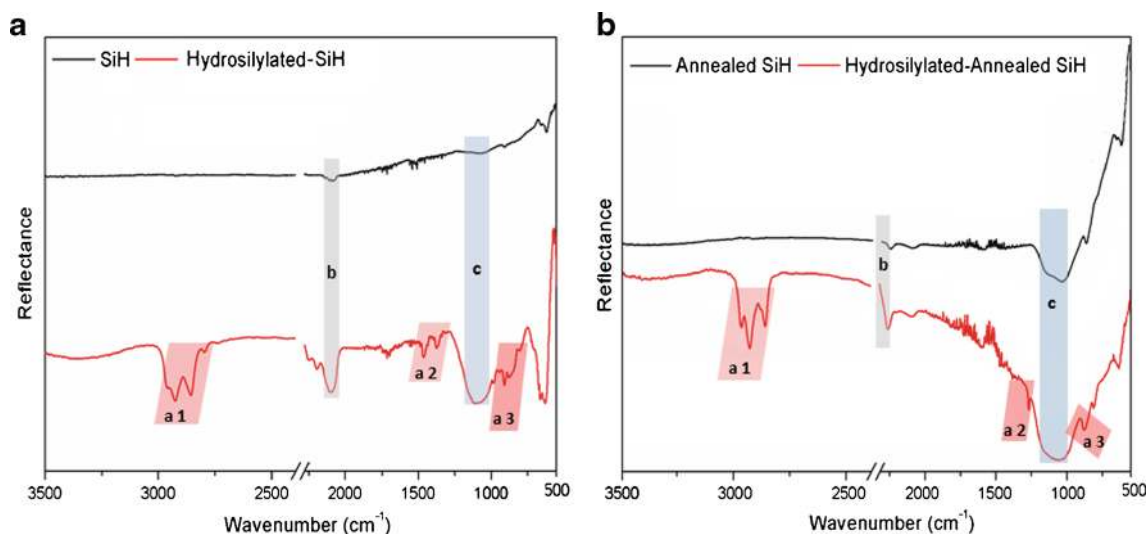 a
SiH Hydrosilylated-SiH
Reflectance
b
c
a 1
a 2
a 3
3500 3000 2500 2000 1500 1000 500
Wavenumber (cm⁻¹)
b
Annealed SiH Hydrosilylated-Annealed SiH
Reflectance
b
c
a 1
a 2
a 3
3500 3000 2500 2000 1500 1000 500
Wavenumber (cm⁻¹)